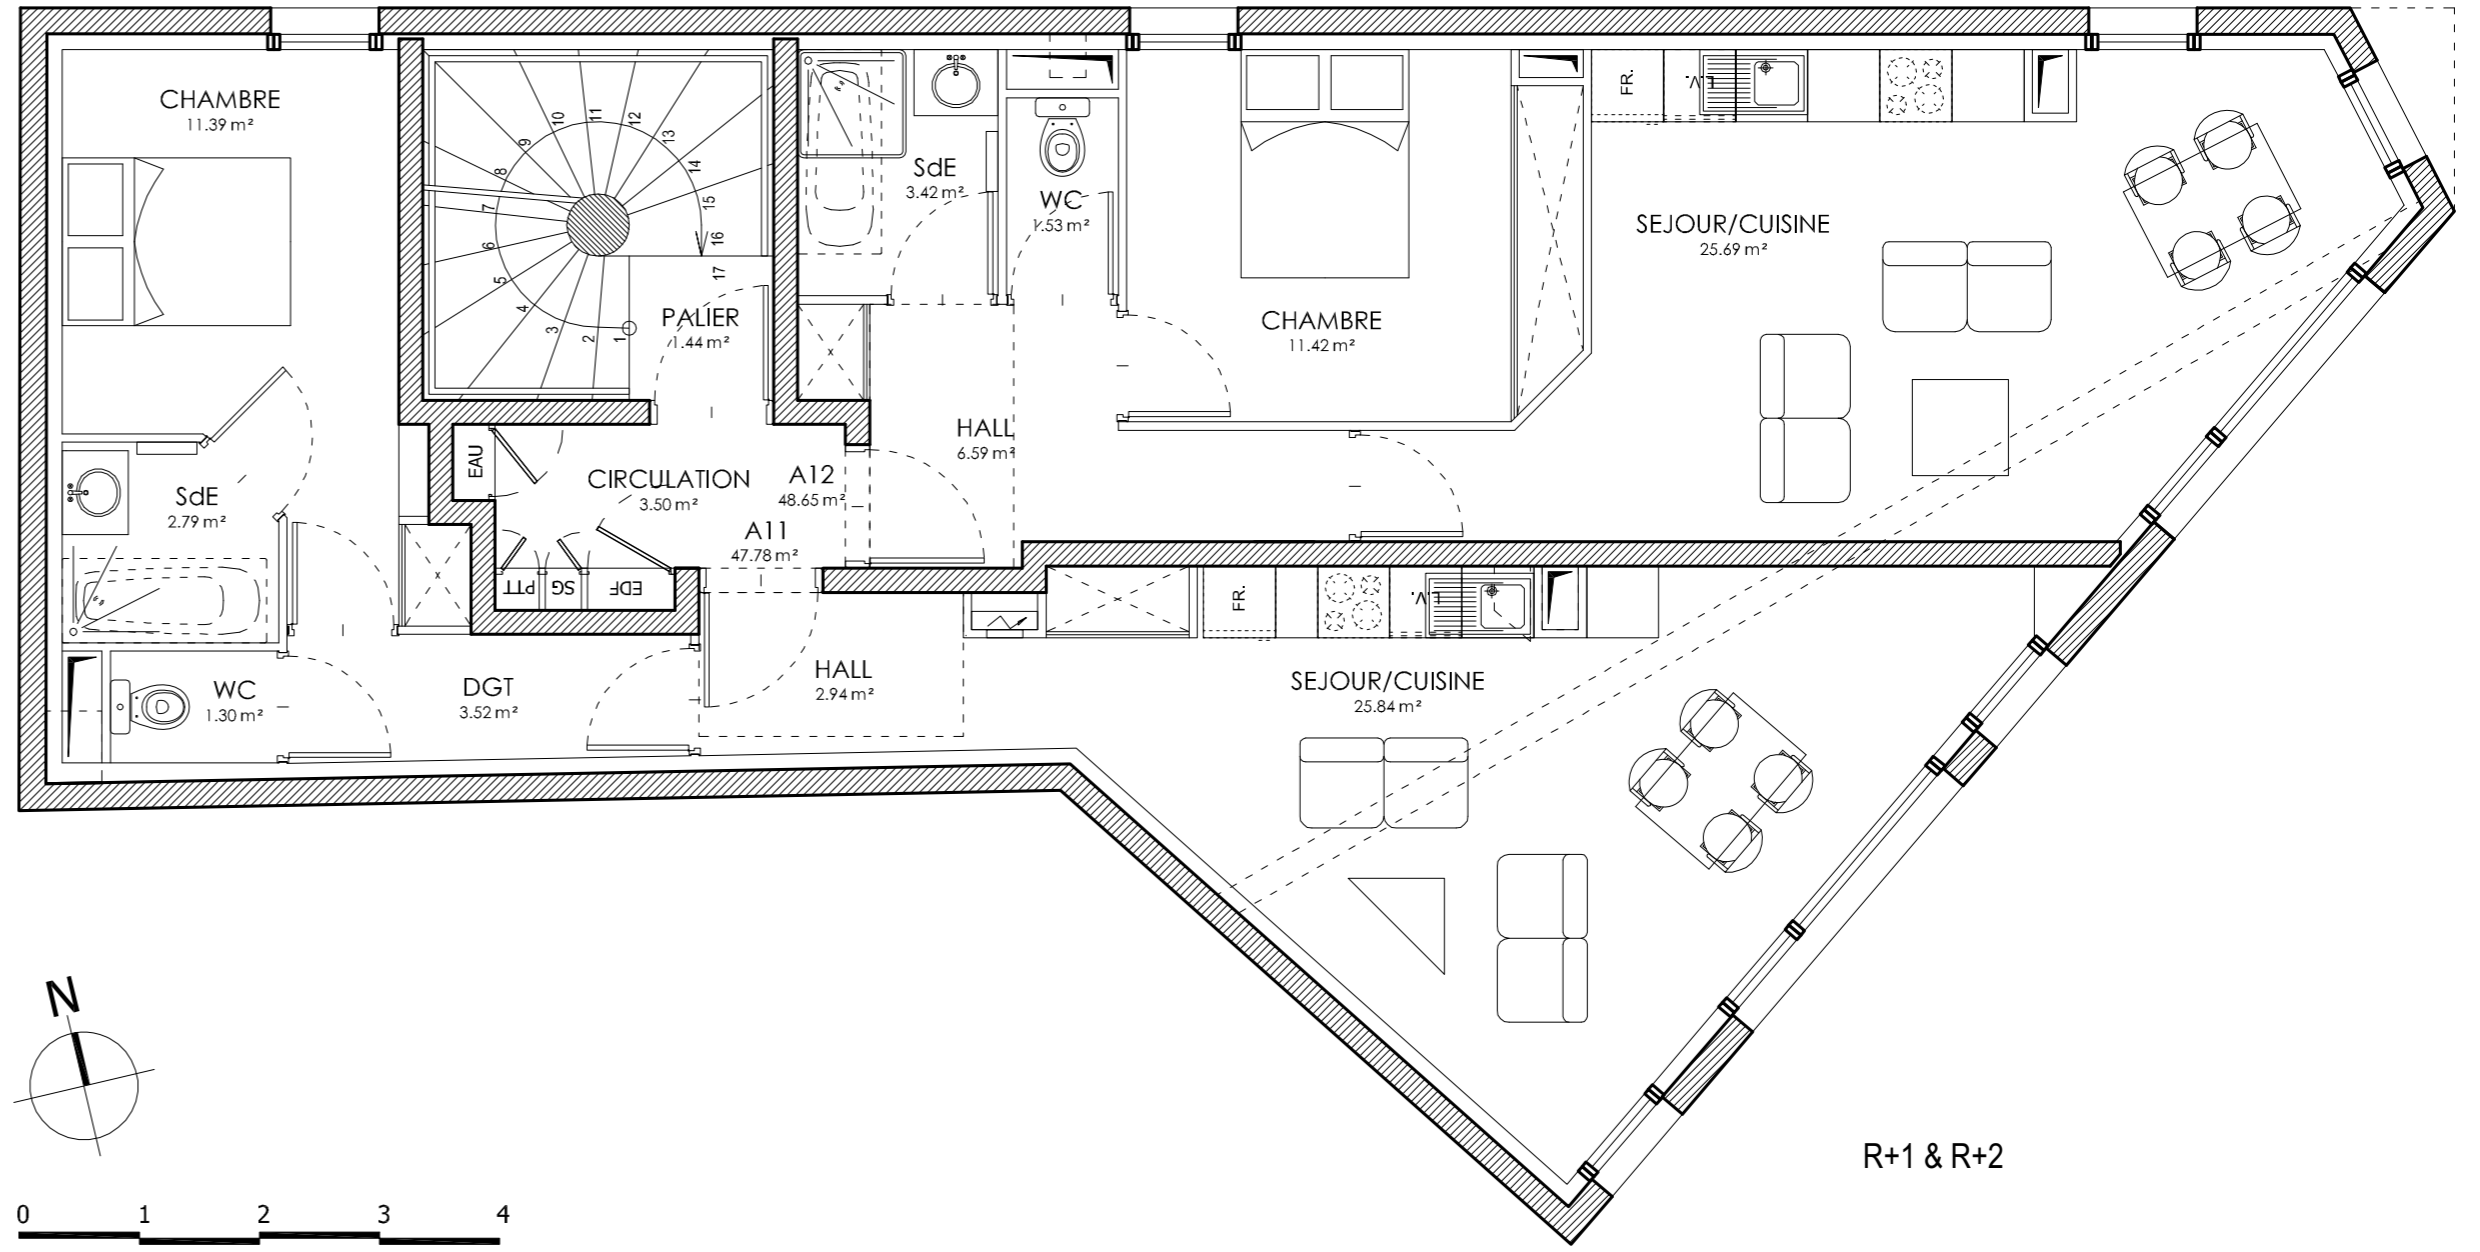 CHAMBRE
11.39 m²
SdE
2.79 m²
WC
1.30 m²
DGT
3.52 m²
1
2
3
4
5
6
7
8
9
10
11
12
13
14
15
16
17
PALIER
1.44 m²
EAU
CIRCULATION
3.50 m²
PTT
SG
EDF
A12
48.65 m²
A11
47.78 m²
SdE
3.42 m²
WC
1.53 m²
HALL
6.59 m²
CHAMBRE
11.42 m²
FR.
L.V.
SEJOUR/CUISINE
25.69 m²
HALL
2.94 m²
FR.
L.V.
SEJOUR/CUISINE
25.84 m²
N
0 1 2 3 4
R+1 & R+2